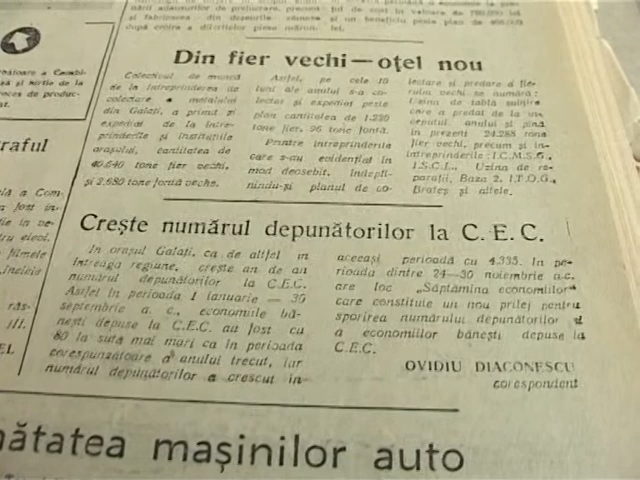 Din fier vechi—oţel nou
Colectivul de muncă
de la întreprinderea de
colectare a metalului
din Galaţi, a primit şi
expediat de la între-
prinderile şi instituţiile
oraşului, cantitatea de
40.640 tone fier vechi,
şi 2.680 tone fontă veche.
Astfel, pe cele 10
luni ale anului s-a co-
lectat şi expediat peste
plan cantitatea de 1.220
tone fier, 96 tone fontă.
Printre întreprinderile
care s-au evidenţiat în
mod deosebit, îndepli-
nindu-şi planul de co-
lectare şi predare a fie-
rului vechi se numără:
Uzina de tablă subţire
care a predat de la în-
ceputul anului şi pînă
în prezent 24.288 tone
fier vechi, precum şi în-
treprinderile: I.C.M.S.G.,
I.S.C.L., Uzina de re-
paraţii, Baza 2, I.T.O.G.,
Brateş şi altele.
Creşte numărul depunătorilor la C.E.C.
In oraşul Galaţi, ca de altfel în
întreaga regiune, creşte an de an
numărul depunătorilor la C.E.C.
Astfel în perioada 1 ianuarie — 30
septembrie a. c., economiile bă-
neşti depuse la C.E.C. au fost cu
80 la sută mai mari ca în perioada
corespunzătoare a anului trecut, iar
numărul depunătorilor a crescut în
aceeaşi perioadă cu 4.335. In pe-
rioada dintre 24—30 noiembrie a.c.
are loc „Săptămîna economiilor"
care constituie un nou prilej pentru
sporirea numărului depunătorilor şi
a economiilor băneşti depuse la
C.E.C.
OVIDIU DIACONESCU
corespondent
nătatea maşinilor auto